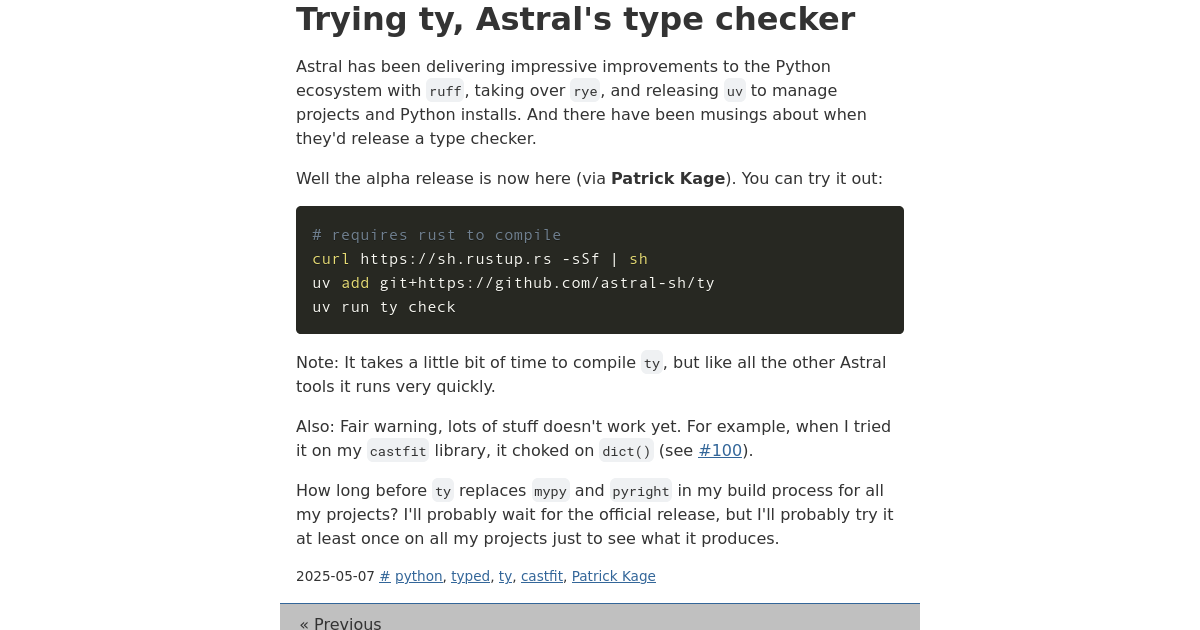 Trying ty, Astral's type checker
Astral has been delivering impressive improvements to the Python
ecosystem with ruff, taking over rye, and releasing uv to manage
projects and Python installs. And there have been musings about when
they'd release a type checker.
Well the alpha release is now here (via Patrick Kage). You can try it out:
# requires rust to compile
curl https://sh.rustup.rs -sSf | sh
uv add git+https://github.com/astral-sh/ty
uv run ty check
Note: It takes a little bit of time to compile ty, but like all the other Astral
tools it runs very quickly.
Also: Fair warning, lots of stuff doesn't work yet. For example, when I tried
it on my castfit library, it choked on dict() (see #100).
How long before ty replaces mypy and pyright in my build process for all
my projects? I'll probably wait for the official release, but I'll probably try it
at least once on all my projects just to see what it produces.
2025-05-07 # python, typed, ty, castfit, Patrick Kage
« Previous